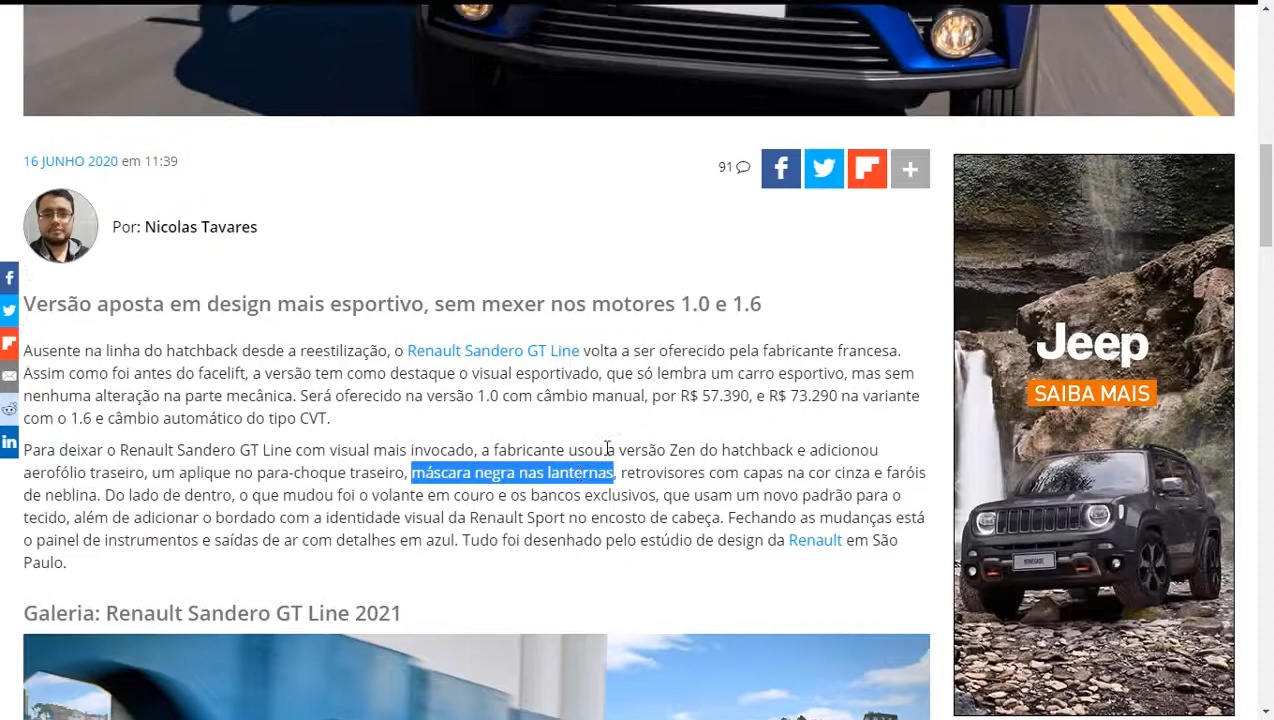 16 JUNHO 2020 em 11:39
91
Por: Nicolas Tavares
Versão aposta em design mais esportivo, sem mexer nos motores 1.0 e 1.6
Ausente na linha do hatchback desde a reestilização, o Renault Sandero GT Line volta a ser oferecido pela fabricante francesa.
Assim como foi antes do facelift, a versão tem como destaque o visual esportivado, que só lembra um carro esportivo, mas sem
nenhuma alteração na parte mecânica. Será oferecido na versão 1.0 com câmbio manual, por R$ 57.390, e R$ 73.290 na variante
com o 1.6 e câmbio automático do tipo CVT.
Para deixar o Renault Sandero GT Line com visual mais invocado, a fabricante usou a versão Zen do hatchback e adicionou
aerofólio traseiro, um aplique no para-choque traseiro, máscara negra nas lanternas, retrovisores com capas na cor cinza e faróis
de neblina. Do lado de dentro, o que mudou foi o volante em couro e os bancos exclusivos, que usam um novo padrão para o
tecido, além de adicionar o bordado com a identidade visual da Renault Sport no encosto de cabeça. Fechando as mudanças está
o painel de instrumentos e saídas de ar com detalhes em azul. Tudo foi desenhado pelo estúdio de design da Renault em São
Paulo.
Galeria: Renault Sandero GT Line 2021
Jeep
SAIBA MAIS
RENEGADE